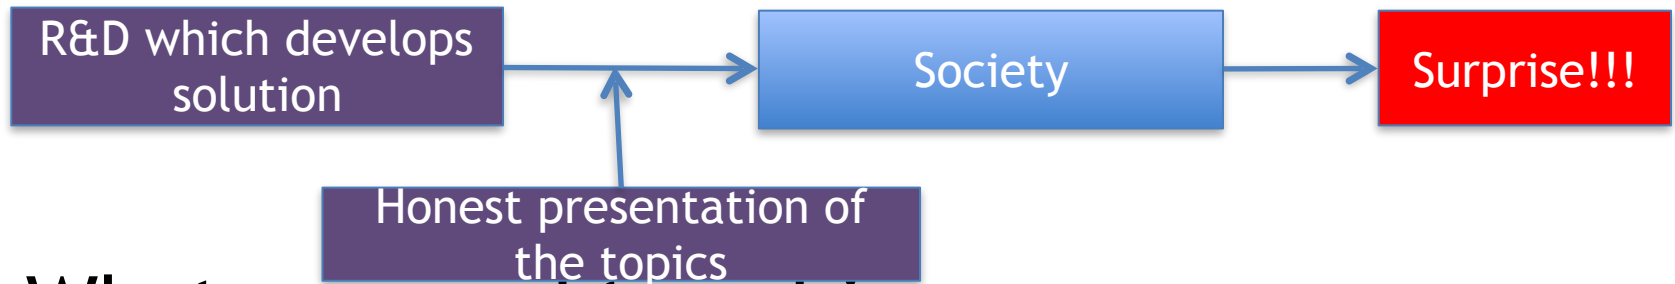 R&D which develops
solution
Society
Surprise!!!
Honest presentation of
the topics